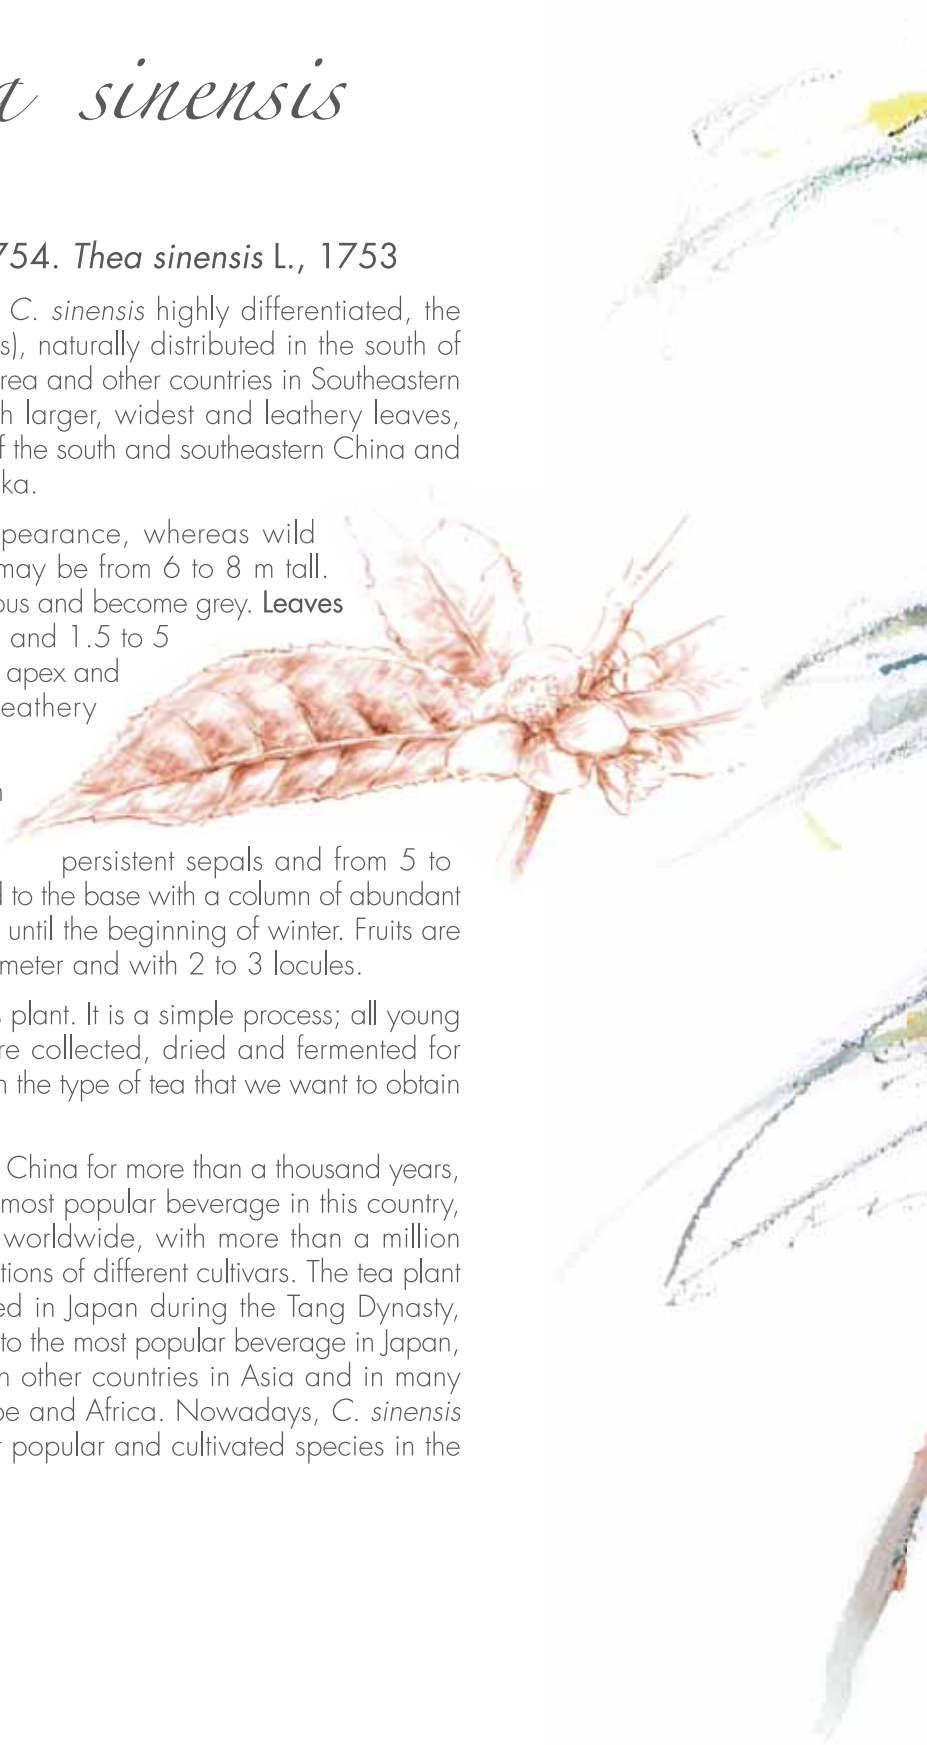 a sinensis
754. Thea sinensis L., 1753
C. sinensis highly differentiated, the
s), naturally distributed in the south of
rea and other countries in Southeastern
h larger, widest and leathery leaves,
f the south and southeastern China and
ka.
pearance, whereas wild
may be from 6 to 8 m tall.
ous and become grey. Leaves
and 1.5 to 5
apex and
eathery
n
persistent sepals and from 5 to
d to the base with a column of abundant
until the beginning of winter. Fruits are
meter and with 2 to 3 locules.
s plant. It is a simple process; all young
re collected, dried and fermented for
n the type of tea that we want to obtain
China for more than a thousand years,
most popular beverage in this country,
worldwide, with more than a million
tions of different cultivars. The tea plant
ed in Japan during the Tang Dynasty,
to the most popular beverage in Japan,
n other countries in Asia and in many
pe and Africa. Nowadays, C. sinensis
t popular and cultivated species in the